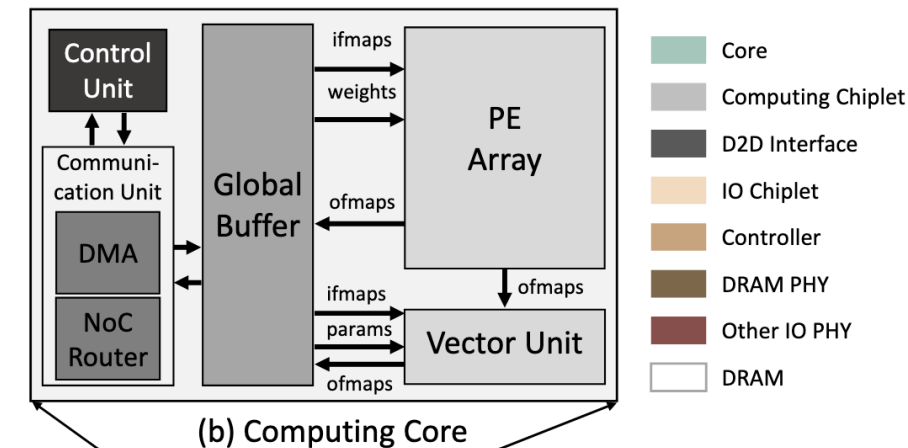 Control
Unit
Communi-
cation Unit
DMA
NoC
Router
Global
Buffer
ifmaps
weights
ofmaps
PE
Array
ofmaps
ifmaps
params
ofmaps
Vector Unit
(b) Computing Core
Core
Computing Chiplet
D2D Interface
IO Chiplet
Controller
DRAM PHY
Other IO PHY
DRAM